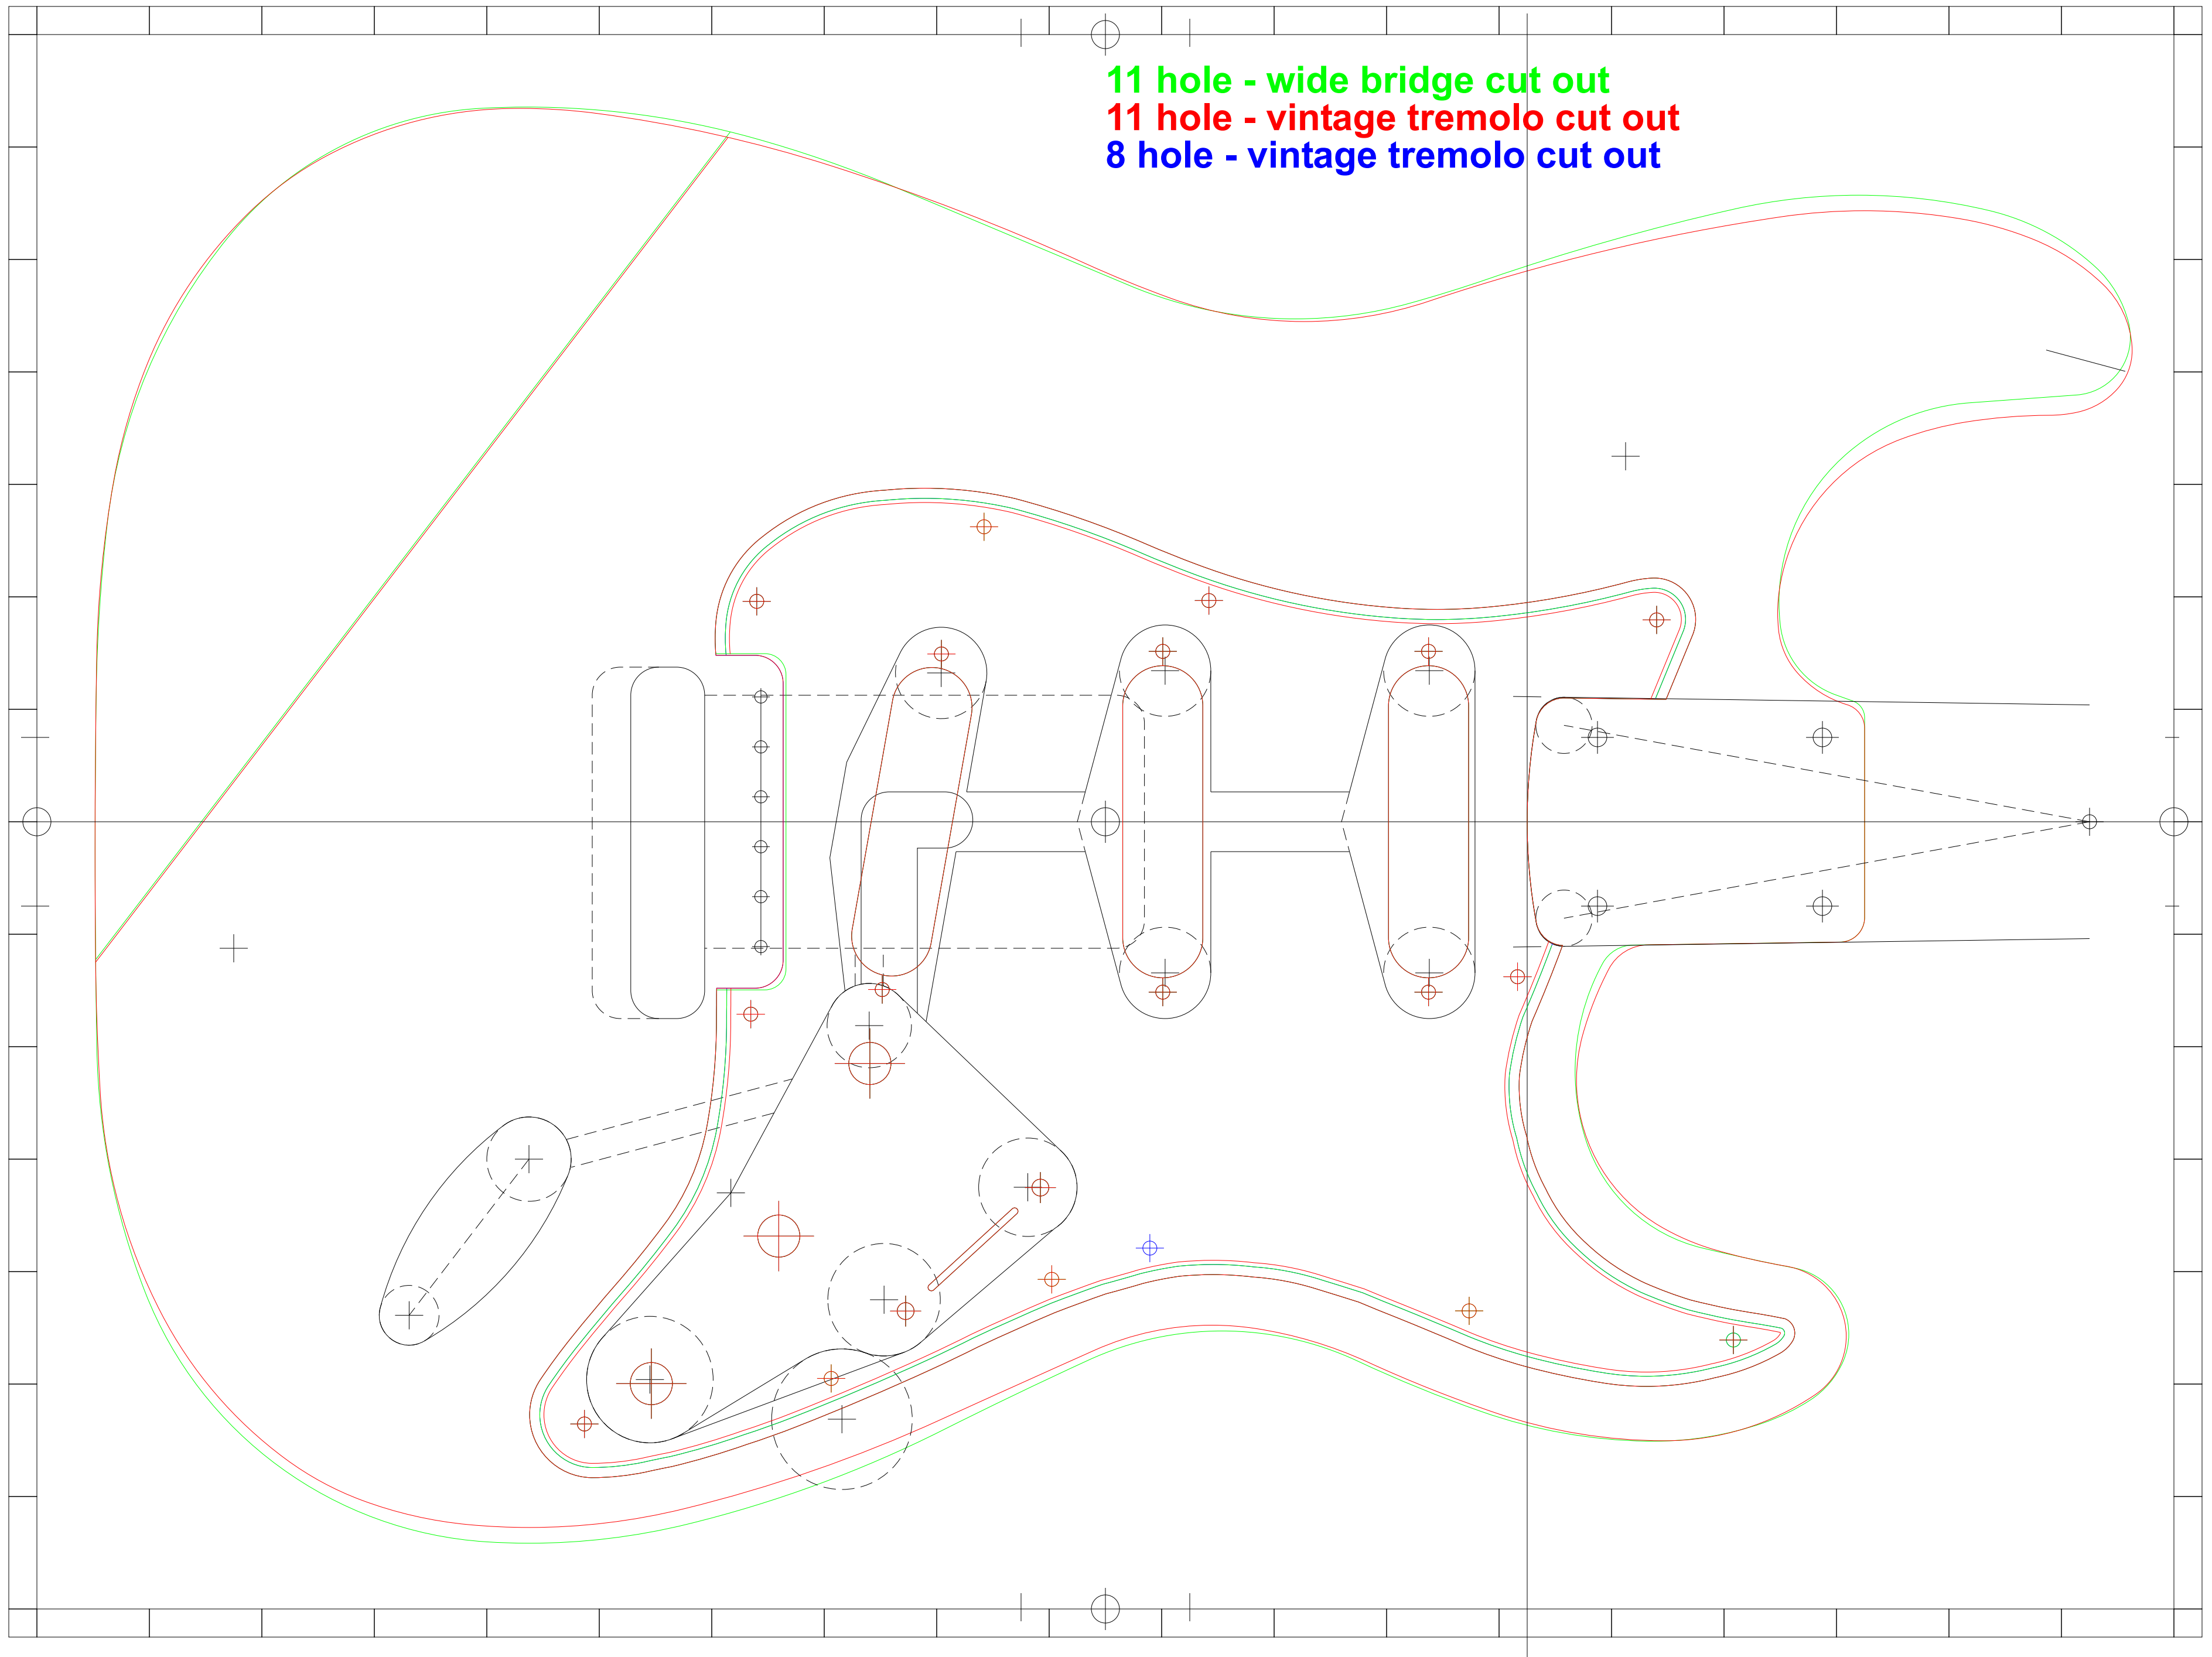 11 hole - wide bridge cut out
11 hole - vintage tremolo cut out
8 hole - vintage tremolo cut out